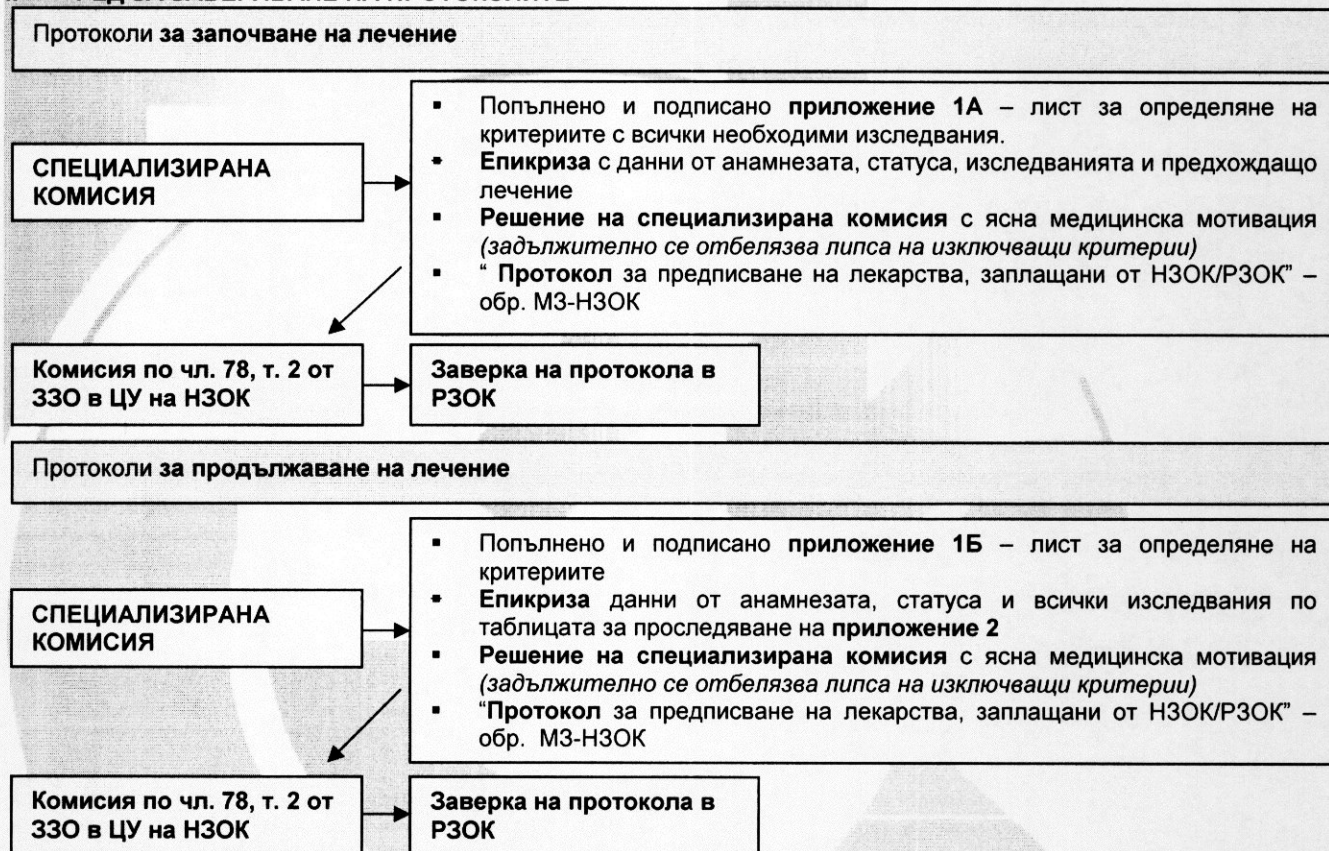 Протоколи за започване на лечение
СПЕЦИАЛИЗИРАНА
КОМИСИЯ
▪ Попълнено и подписано приложение 1А – лист за определяне на
критериите с всички необходими изследвания.
▪ Епикриза с данни от анамнезата, статуса, изследванията и предхождащо
лечение
▪ Решение на специализирана комисия с ясна медицинска мотивация
(задължително се отбелязва липса на изключващи критерии)
▪ “ Протокол за предписване на лекарства, заплащани от НЗОК/РЗОК” –
обр. МЗ-НЗОК
Комисия по чл. 78, т. 2 от
ЗЗО в ЦУ на НЗОК
Заверка на протокола в
РЗОК
Протоколи за продължаване на лечение
СПЕЦИАЛИЗИРАНА
КОМИСИЯ
▪ Попълнено и подписано приложение 1Б – лист за определяне на
критериите
▪ Епикриза данни от анамнезата, статуса и всички изследвания по
таблицата за проследяване на приложение 2
▪ Решение на специализирана комисия с ясна медицинска мотивация
(задължително се отбелязва липса на изключващи критерии)
▪ “Протокол за предписване на лекарства, заплащани от НЗОК/РЗОК” –
обр. МЗ-НЗОК
Комисия по чл. 78, т. 2 от
ЗЗО в ЦУ на НЗОК
Заверка на протокола в
РЗОК